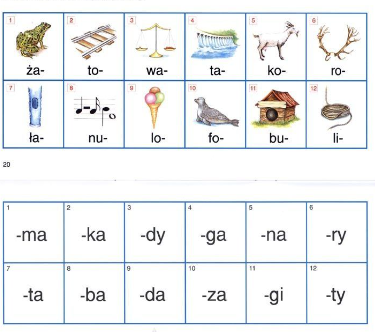 1 2 3 4 5 6
ża- to- wa- ta- ko- ro-
7 8 9 10 11 12
ła- nu- lo- fo- bu- li-
20
1 2 3 4 5 6
-ma -ka -dy -ga -na -ry
7 8 9 10 11 12
-ta -ba -da -za -gi -ty